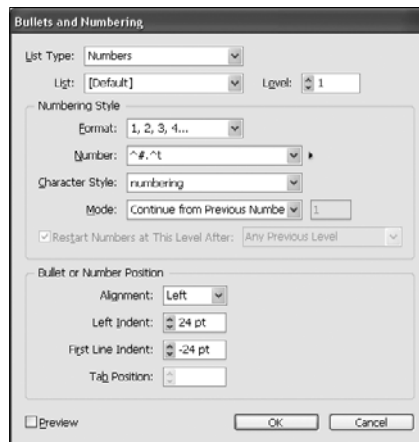 Bullets and Numbering
List Type: Numbers
List: [Default] Level: 1
Numbering Style
Format: 1, 2, 3, 4...
Number: ^#.^t
Character Style: numbering
Mode: Continue from Previous Numbe 1
Restart Numbers at This Level After: Any Previous Level
Bullet or Number Position
Alignment: Left
Left Indent: 24 pt
First Line Indent: -24 pt
Tab Position:
Preview OK Cancel